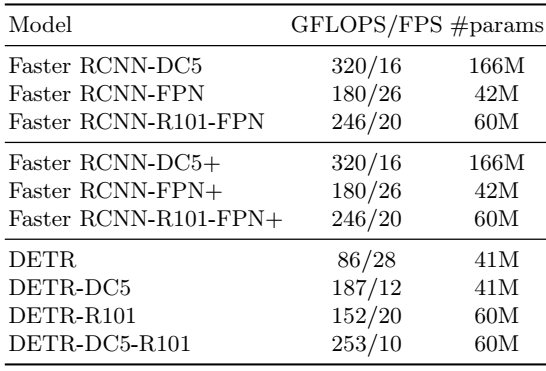 Model GFLOPS/FPS #params
Faster RCNN-DC5 320/16 166M
Faster RCNN-FPN 180/26 42M
Faster RCNN-R101-FPN 246/20 60M
Faster RCNN-DC5+ 320/16 166M
Faster RCNN-FPN+ 180/26 42M
Faster RCNN-R101-FPN+ 246/20 60M
DETR 86/28 41M
DETR-DC5 187/12 41M
DETR-R101 152/20 60M
DETR-DC5-R101 253/10 60M